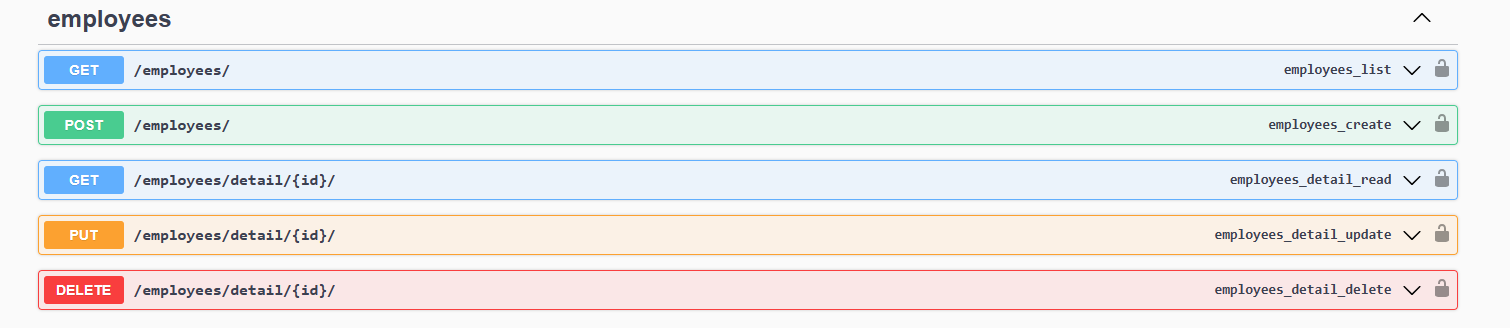 employees
GET /employees/ employees_list
POST /employees/ employees_create
GET /employees/detail/{id}/ employees_detail_read
PUT /employees/detail/{id}/ employees_detail_update
DELETE /employees/detail/{id}/ employees_detail_delete